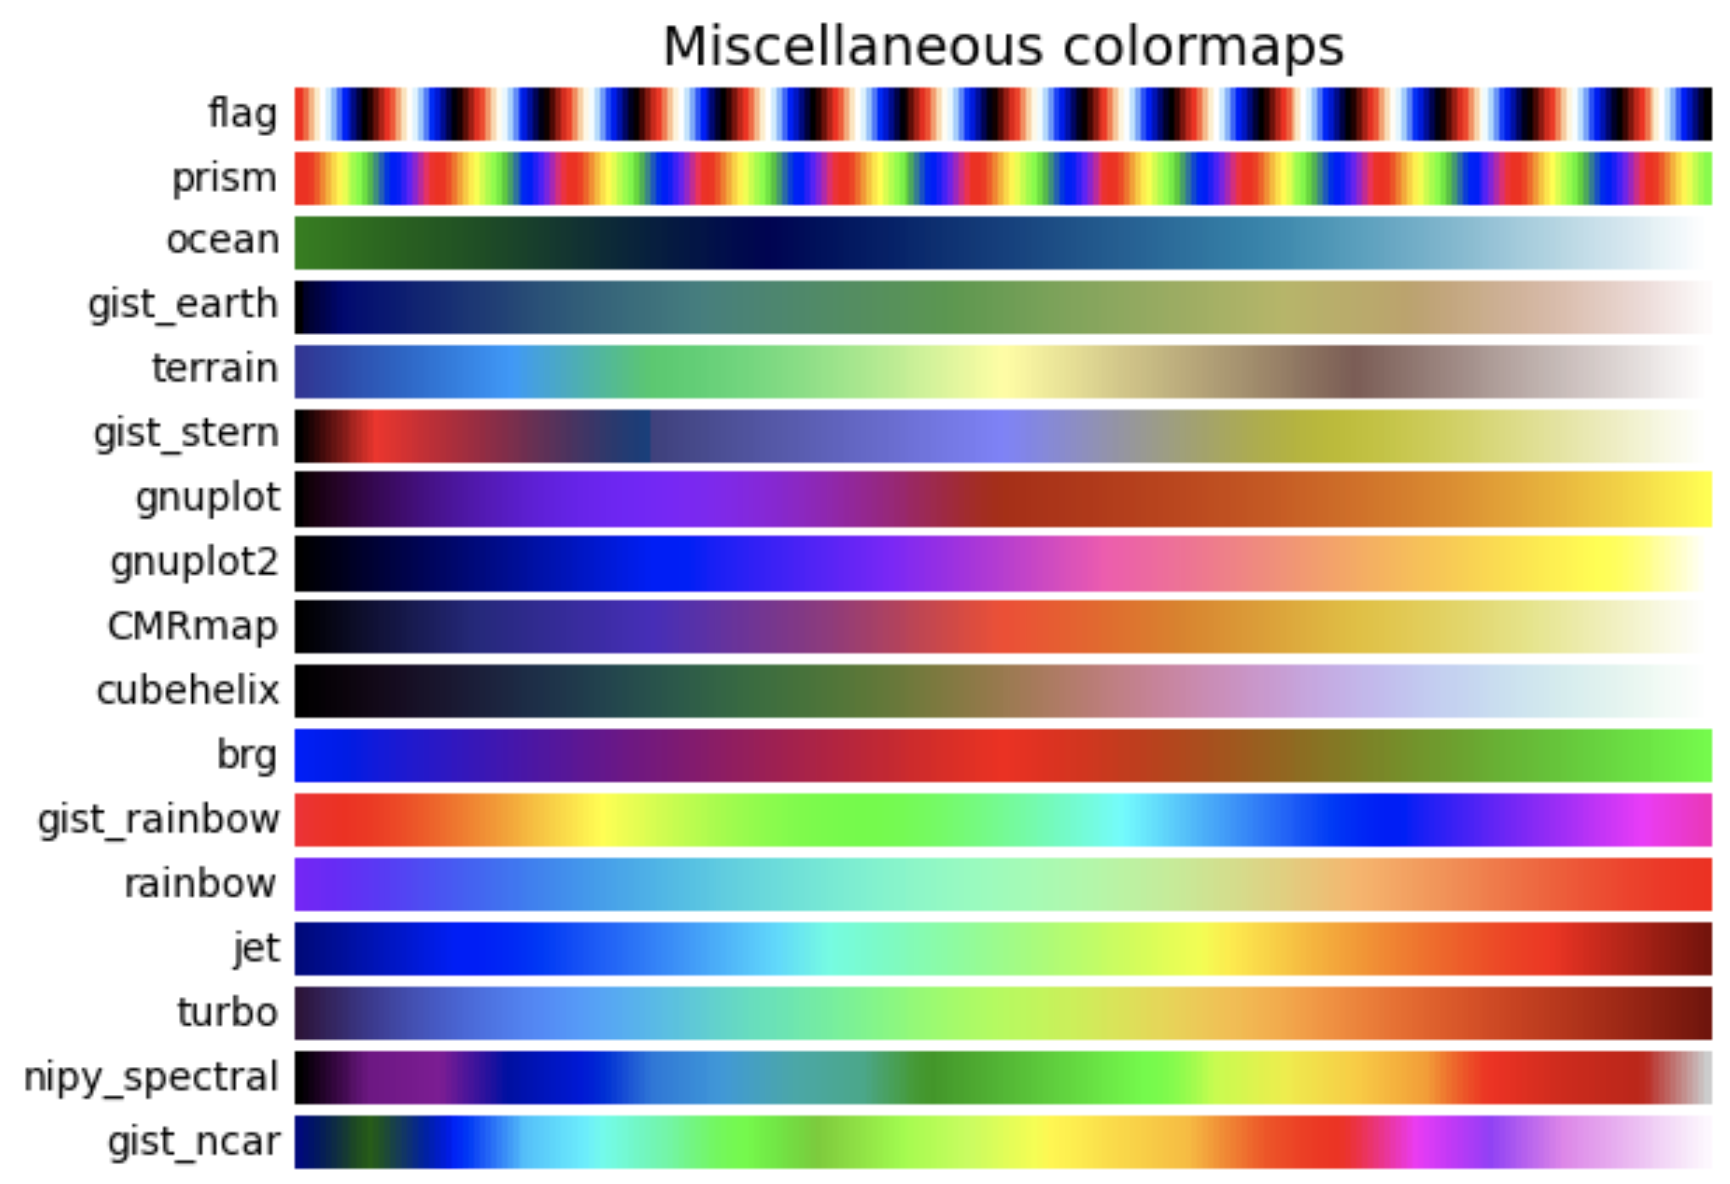 Miscellaneous colormaps
flag
prism
ocean
gist_earth
terrain
gist_stern
gnuplot
gnuplot2
CMRmap
cubehelix
brg
gist_rainbow
rainbow
jet
turbo
nipy_spectral
gist_ncar